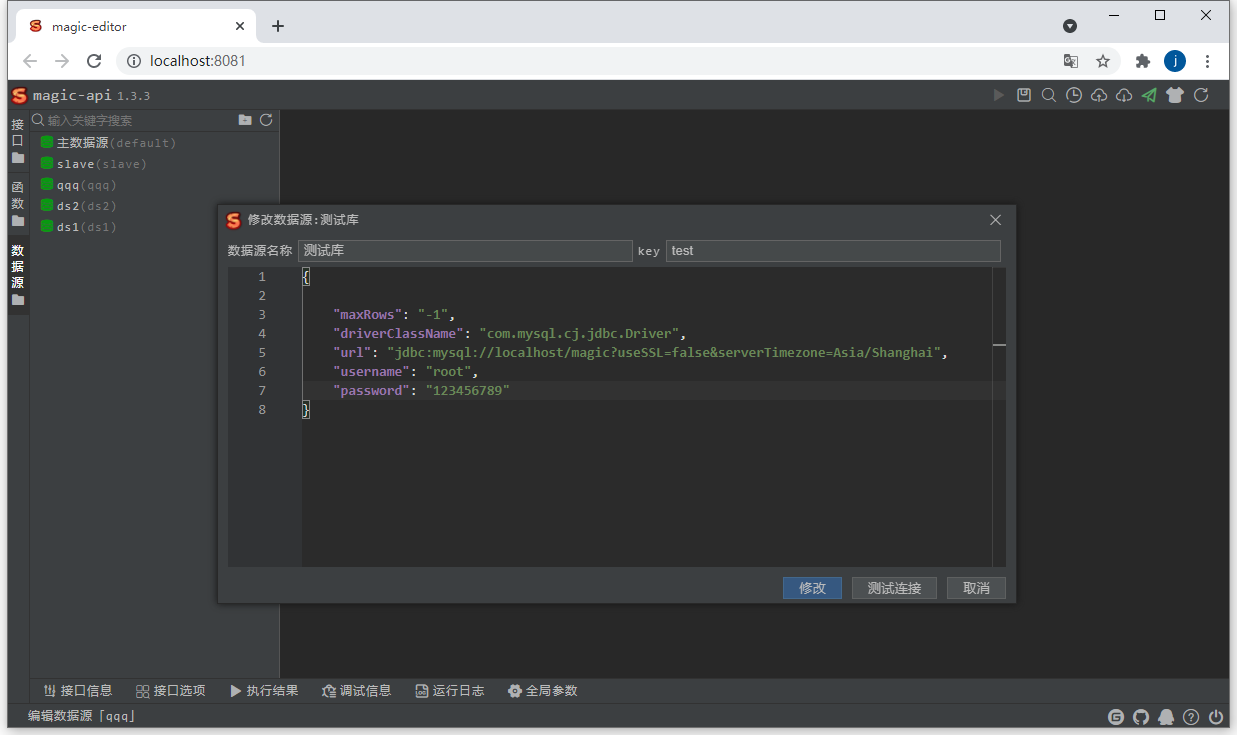 magic-editor
localhost:8081
j
magic-api 1.3.3
接口
输入关键字搜索
主数据源(default)
slave(slave)
qqq(qqq)
ds2(ds2)
ds1(ds1)
函数
数据源
修改数据源:测试库
数据源名称 测试库 key test
1 {
2
3 "maxRows": "-1",
4 "driverClassName": "com.mysql.cj.jdbc.Driver",
5 "url": "jdbc:mysql://localhost/magic?useSSL=false&serverTimezone=Asia/Shanghai",
6 "username": "root",
7 "password": "123456789"
8 }
修改 测试连接 取消
接口信息 接口选项 执行结果 调试信息 运行日志 全局参数
编辑数据源「qqq」